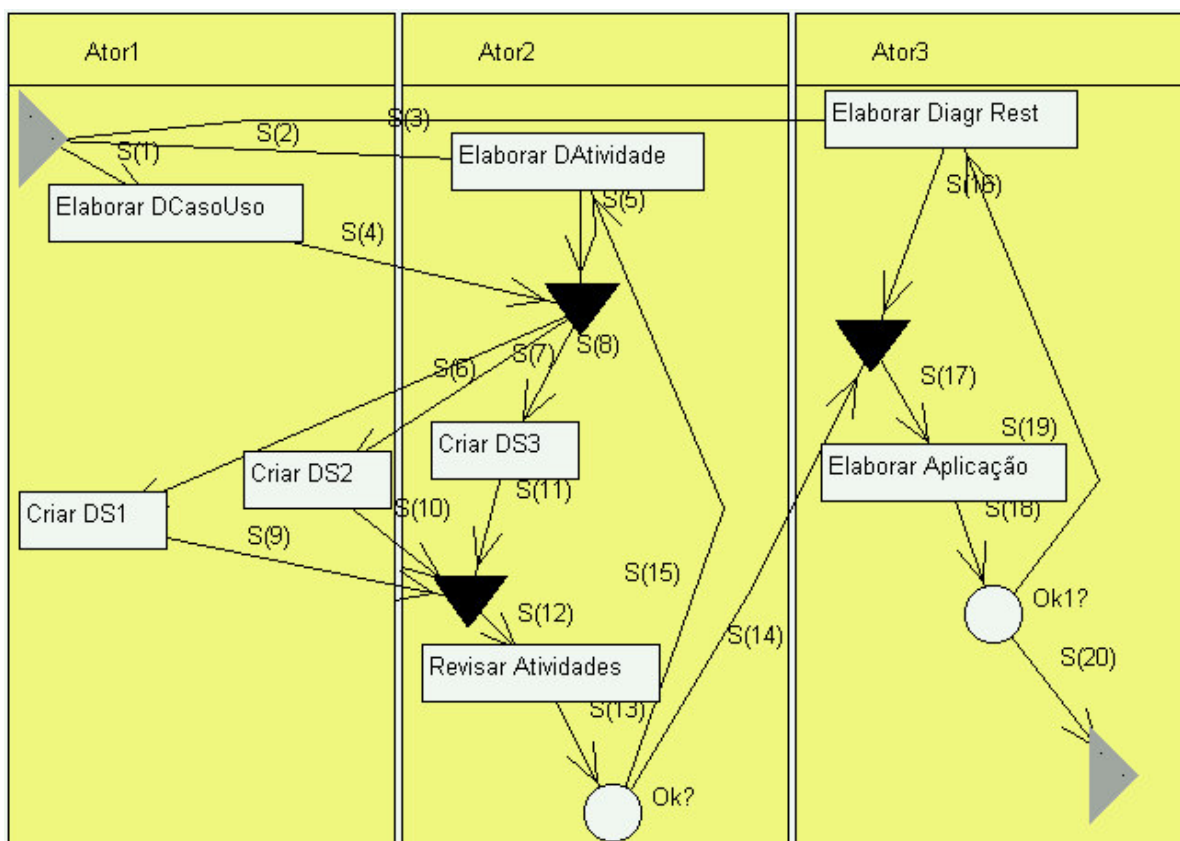 Ator1
Ator2
Ator3
Elaborar Diagr Rest
S(3)
S(2)
S(1)
Elaborar DAtividade
Elaborar DCasoUso
S(16)
S(5)
S(4)
S(8)
S(7)
S(6)
S(17)
S(19)
Criar DS3
Elaborar Aplicação
Criar DS2
S(11)
Criar DS1
S(10)
S(18)
S(9)
S(15)
Ok1?
S(12)
S(14)
S(20)
Revisar Atividades
S(13)
Ok?